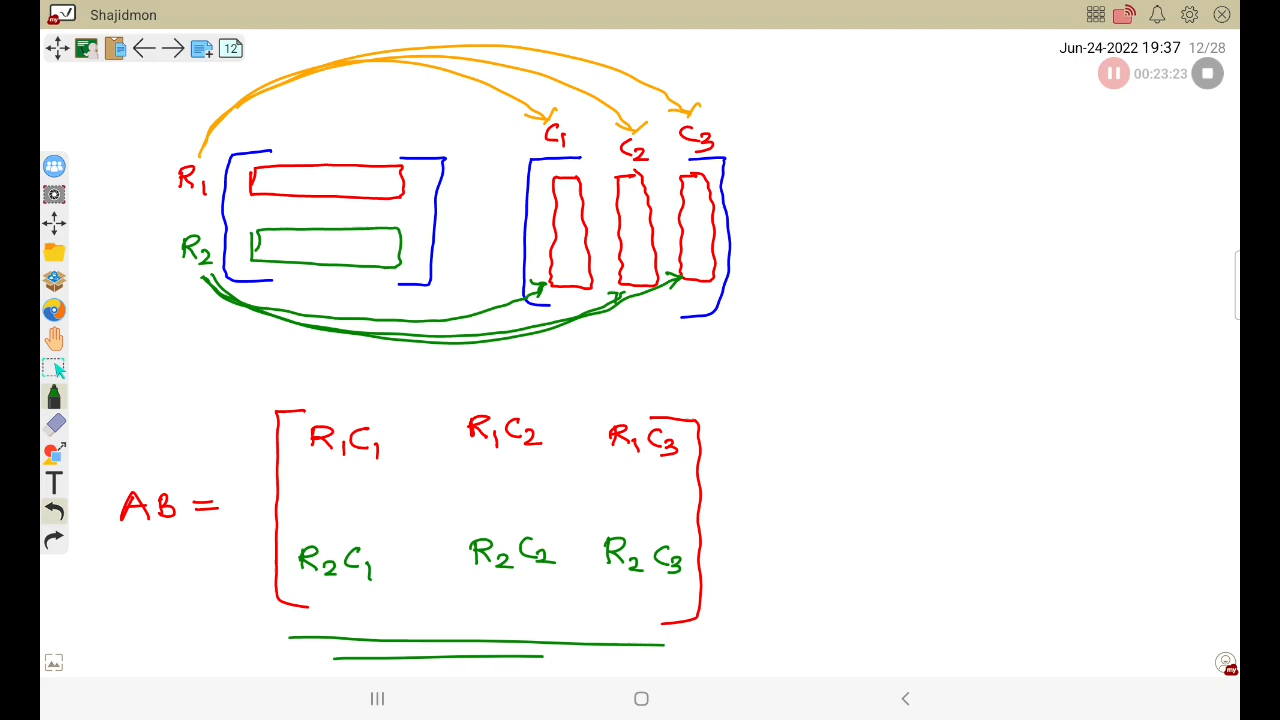 Shajidmon
12
Jun-24-2022 19:37 12/28
00:23:23
C₁ C₂ C₃
R₁
R₂
R₁C₁ R₁C₂ R₁C₃
AB =
R₂C₁ R₂C₂ R₂C₃
T